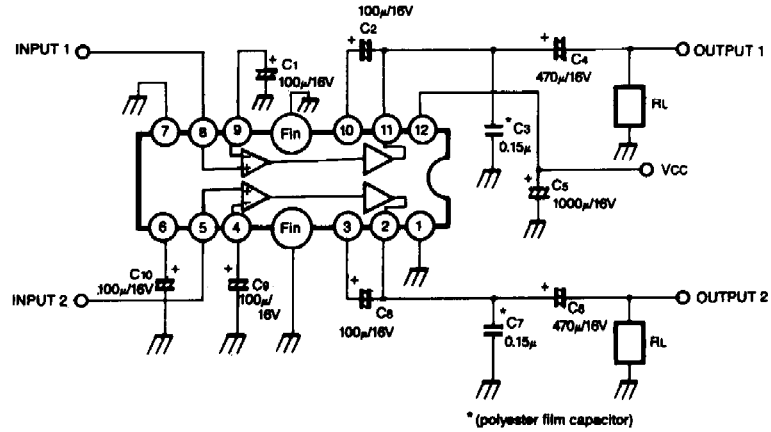 C2
100μ/16V
INPUT 1
C1
100μ/16V
C4
470μ/16V
OUTPUT 1
RL
7
8
9
Fin
10
11
12
* C3
0.15μ
VCC
C5
1000μ/16V
6
5
4
Fin
3
2
1
C10
100μ/16V
C9
100μ/
16V
INPUT 2
C8
100μ/16V
* C7
0.15μ
C6
470μ/16V
OUTPUT 2
RL
* (polyester film capacitor)